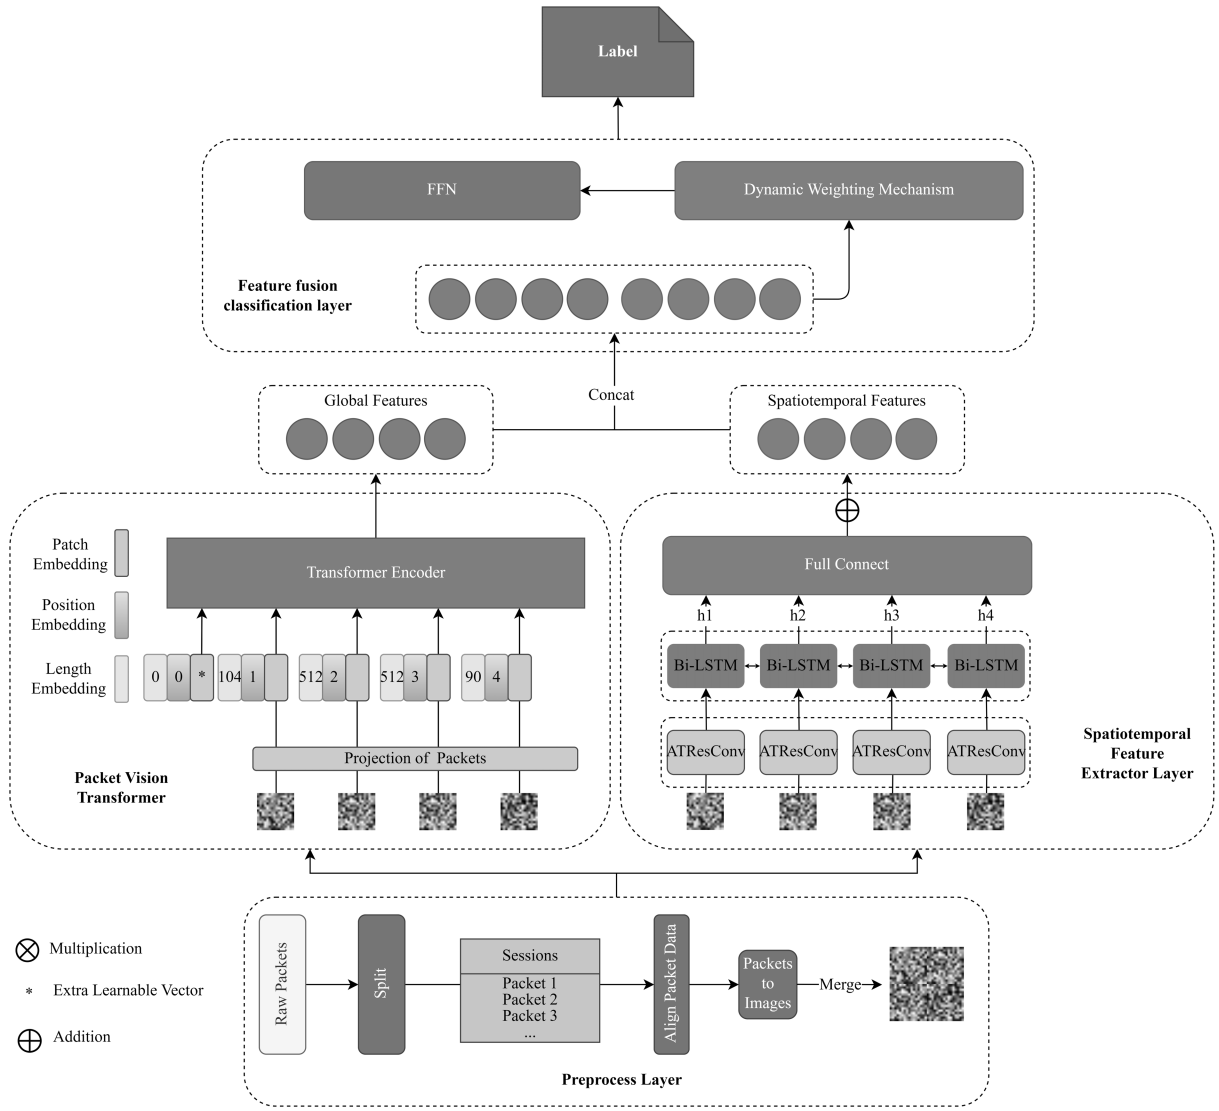 Label
FFN
Dynamic Weighting Mechanism
Feature fusion
classification layer
Concat
Global Features
Spatiotemporal Features
Patch
Embedding
Position
Embedding
Length
Embedding
Transformer Encoder
0 0 * 104 1 512 2 512 3 90 4
Projection of Packets
Packet Vision
Transformer
Full Connect
h1 h2 h3 h4
Bi-LSTM Bi-LSTM Bi-LSTM Bi-LSTM
ATResConv ATResConv ATResConv ATResConv
Spatiotemporal
Feature
Extractor Layer
Multiplication
* Extra Learnable Vector
Addition
Raw Packets
Split
Sessions
Packet 1
Packet 2
Packet 3
...
Align Packet Data
Packets
to
Images
Merge
Preprocess Layer